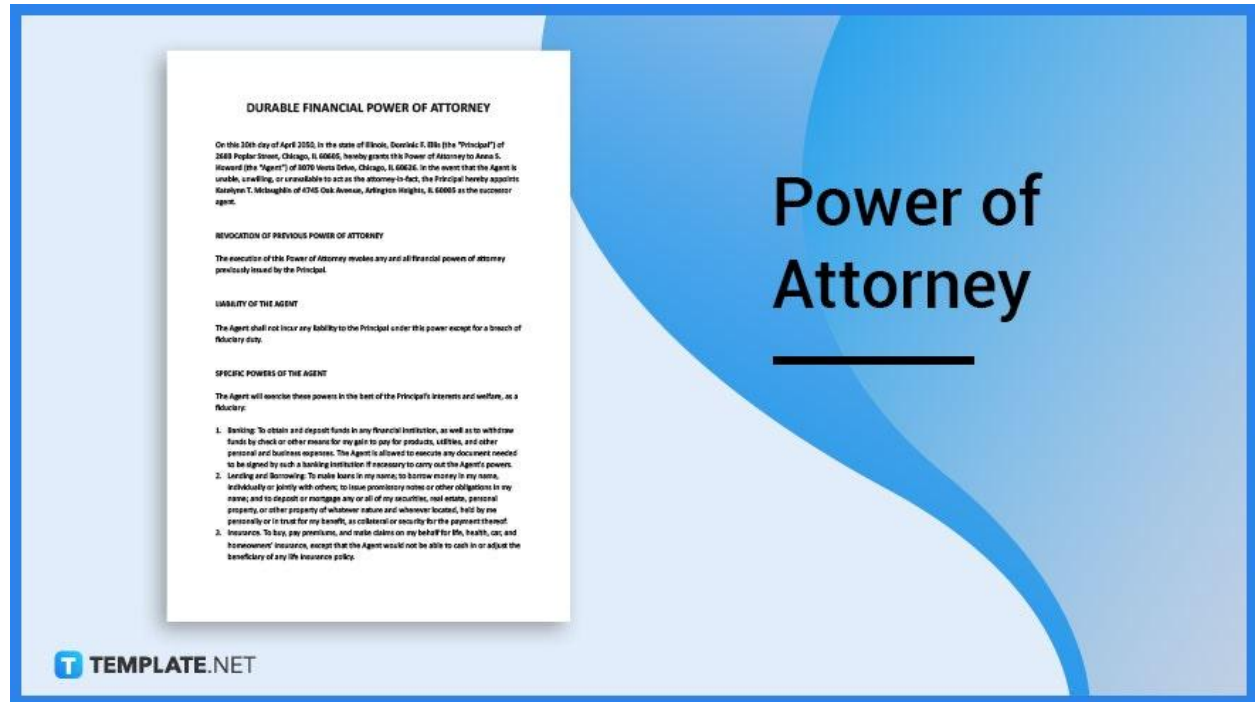 DURABLE FINANCIAL POWER OF ATTORNEY
On this 30th day of April 2050, in the state of Illinois, Dominic F. Ellis (the "Principal") of
2683 Poplar Street, Chicago, IL 60605, hereby grants this Power of Attorney to Anna S.
Howard (the "Agent") of 3070 Vesta Drive, Chicago, IL 60626. In the event that the Agent is
unable, unwilling, or unavailable to act as the attorney-in-fact, the Principal hereby appoints
Katelynn T. Mclaughlin of 4745 Oak Avenue, Arlington Heights, IL 60005 as the successor
agent.
REVOCATION OF PREVIOUS POWER OF ATTORNEY
The execution of this Power of Attorney revokes any and all financial powers of attorney
previously issued by the Principal.
LIABILITY OF THE AGENT
The Agent shall not incur any liability to the Principal under this power except for a breach of
fiduciary duty.
SPECIFIC POWERS OF THE AGENT
The Agent will exercise these powers in the best of the Principal's interests and welfare, as a
fiduciary:
1. Banking: To obtain and deposit funds in any financial institution, as well as to withdraw
funds by check or other means for my gain to pay for products, utilities, and other
personal and business expenses. The Agent is allowed to execute any document needed
to be signed by such a banking institution if necessary to carry out the Agent's powers.
2. Lending and Borrowing: To make loans in my name; to borrow money in my name,
individually or jointly with others; to issue promissory notes or other obligations in my
name; and to deposit or mortgage any or all of my securities, real estate, personal
property, or other property of whatever nature and wherever located, held by me
personally or in trust for my benefit, as collateral or security for the payment thereof.
3. Insurance. To buy, pay premiums, and make claims on my behalf for life, health, car, and
homeowners' insurance, except that the Agent would not be able to cash in or adjust the
beneficiary of any life insurance policy.
Power of
Attorney
T TEMPLATE.NET